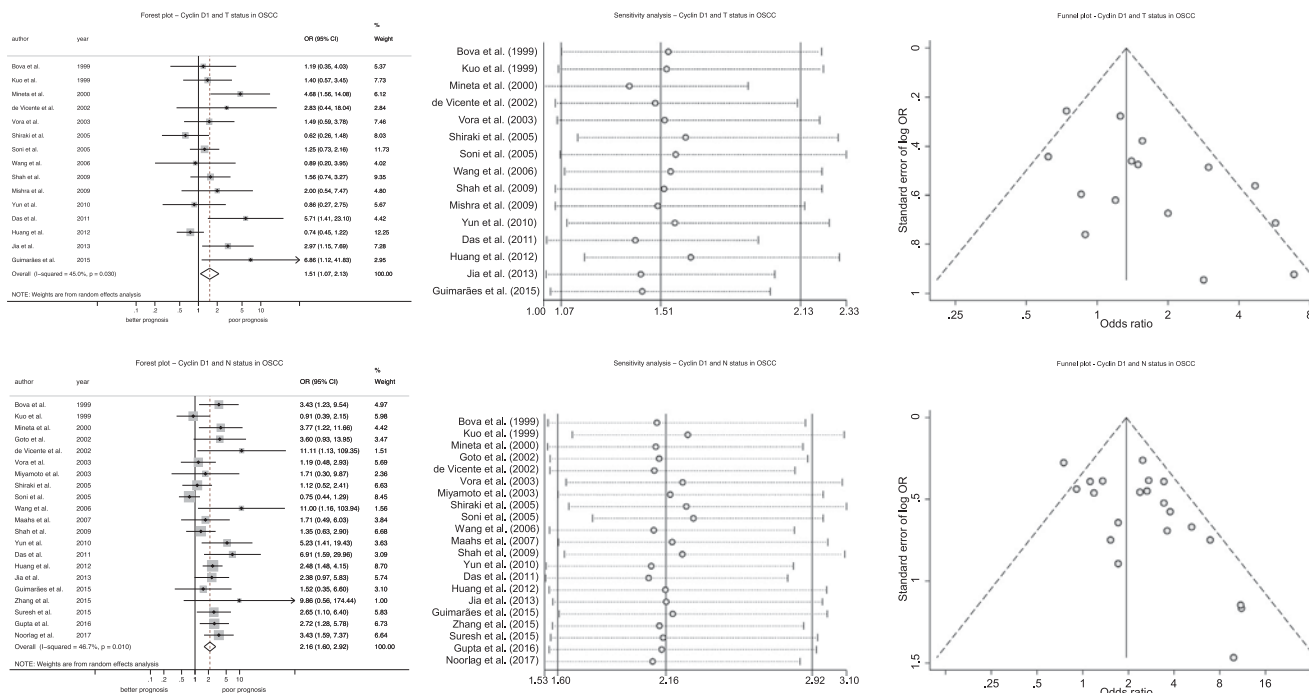 Forest plot – Cyclin D1 and T status in OSCC
%
author year OR (95% CI) Weight
Bova et al. 1999 1.19 (0.35, 4.03) 5.37
Kuo et al. 1999 1.40 (0.57, 3.45) 7.73
Mineta et al. 2000 4.68 (1.56, 14.08) 6.12
de Vicente et al. 2002 2.83 (0.44, 18.04) 2.84
Vora et al. 2003 1.49 (0.59, 3.78) 7.46
Shiraki et al. 2005 0.62 (0.26, 1.48) 8.03
Soni et al. 2005 1.25 (0.73, 2.16) 11.73
Wang et al. 2006 0.89 (0.20, 3.95) 4.02
Shah et al. 2009 1.56 (0.74, 3.27) 9.35
Mishra et al. 2009 2.00 (0.54, 7.47) 4.80
Yun et al. 2010 0.86 (0.27, 2.75) 5.67
Das et al. 2011 5.71 (1.41, 23.10) 4.42
Huang et al. 2012 0.74 (0.45, 1.22) 12.25
Jia et al. 2013 2.97 (1.15, 7.69) 7.28
Guimarães et al. 2015 6.86 (1.12, 41.83) 2.95
Overall (I-squared = 45.0%, p = 0.030) 1.51 (1.07, 2.13) 100.00
NOTE: Weights are from random effects analysis
.1 .2 .5 1 2 5 10
better prognosis poor prognosis
Sensitivity analysis – Cyclin D1 and T status in OSCC
Bova et al. (1999)
Kuo et al. (1999)
Mineta et al. (2000)
de Vicente et al. (2002)
Vora et al. (2003)
Shiraki et al. (2005)
Soni et al. (2005)
Wang et al. (2006)
Shah et al. (2009)
Mishra et al. (2009)
Yun et al. (2010)
Das et al. (2011)
Huang et al. (2012)
Jia et al. (2013)
Guimarães et al. (2015)
1.00 1.07 1.51 2.13 2.33
Funnel plot - Cyclin D1 and T status in OSCC
Standard error of log OR
0
.2
.4
.6
.8
1
.25 .5 1 2 4 8
Odds ratio
Forest plot – Cyclin D1 and N status in OSCC
%
author year OR (95% CI) Weight
Bova et al. 1999 3.43 (1.23, 9.54) 4.97
Kuo et al. 1999 0.91 (0.39, 2.15) 5.98
Mineta et al. 2000 3.77 (1.22, 11.66) 4.42
Goto et al. 2002 3.60 (0.93, 13.95) 3.47
de Vicente et al. 2002 11.11 (1.13, 109.35) 1.51
Vora et al. 2003 1.19 (0.48, 2.93) 5.69
Miyamoto et al. 2003 1.71 (0.30, 9.87) 2.36
Shiraki et al. 2005 1.12 (0.52, 2.41) 6.63
Soni et al. 2005 0.75 (0.44, 1.29) 8.45
Wang et al. 2006 11.00 (1.16, 103.94) 1.56
Maahs et al. 2007 1.71 (0.49, 6.03) 3.84
Shah et al. 2009 1.35 (0.63, 2.90) 6.68
Yun et al. 2010 5.23 (1.41, 19.43) 3.63
Das et al. 2011 6.91 (1.59, 29.96) 3.09
Huang et al. 2012 2.48 (1.48, 4.15) 8.70
Jia et al. 2013 2.38 (0.97, 5.83) 5.74
Guimarães et al. 2015 1.52 (0.35, 6.60) 3.10
Zhang et al. 2015 9.86 (0.56, 174.44) 1.00
Suresh et al. 2015 2.65 (1.10, 6.40) 5.83
Gupta et al. 2016 2.72 (1.28, 5.78) 6.73
Noorlag et al. 2017 3.43 (1.59, 7.37) 6.64
Overall (I-squared = 46.7%, p = 0.010) 2.16 (1.60, 2.92) 100.00
NOTE: Weights are from random effects analysis
.1 .2 .5 1 2 5 10
better prognosis poor prognosis
Sensitivity analysis – Cyclin D1 and N status in OSCC
Bova et al. (1999)
Kuo et al. (1999)
Mineta et al. (2000)
Goto et al. (2002)
de Vicente et al. (2002)
Vora et al. (2003)
Miyamoto et al. (2003)
Shiraki et al. (2005)
Soni et al. (2005)
Wang et al. (2006)
Maahs et al. (2007)
Shah et al. (2009)
Yun et al. (2010)
Das et al. (2011)
Huang et al. (2012)
Jia et al. (2013)
Guimarães et al. (2015)
Zhang et al. (2015)
Suresh et al. (2015)
Gupta et al. (2016)
Noorlag et al. (2017)
1.53 1.60 2.16 2.92 3.10
Funnel plot - Cyclin D1 and N status in OSCC
Standard error of log OR
0
.5
1
1.5
.25 .5 1 2 4 8 16
Odds ratio